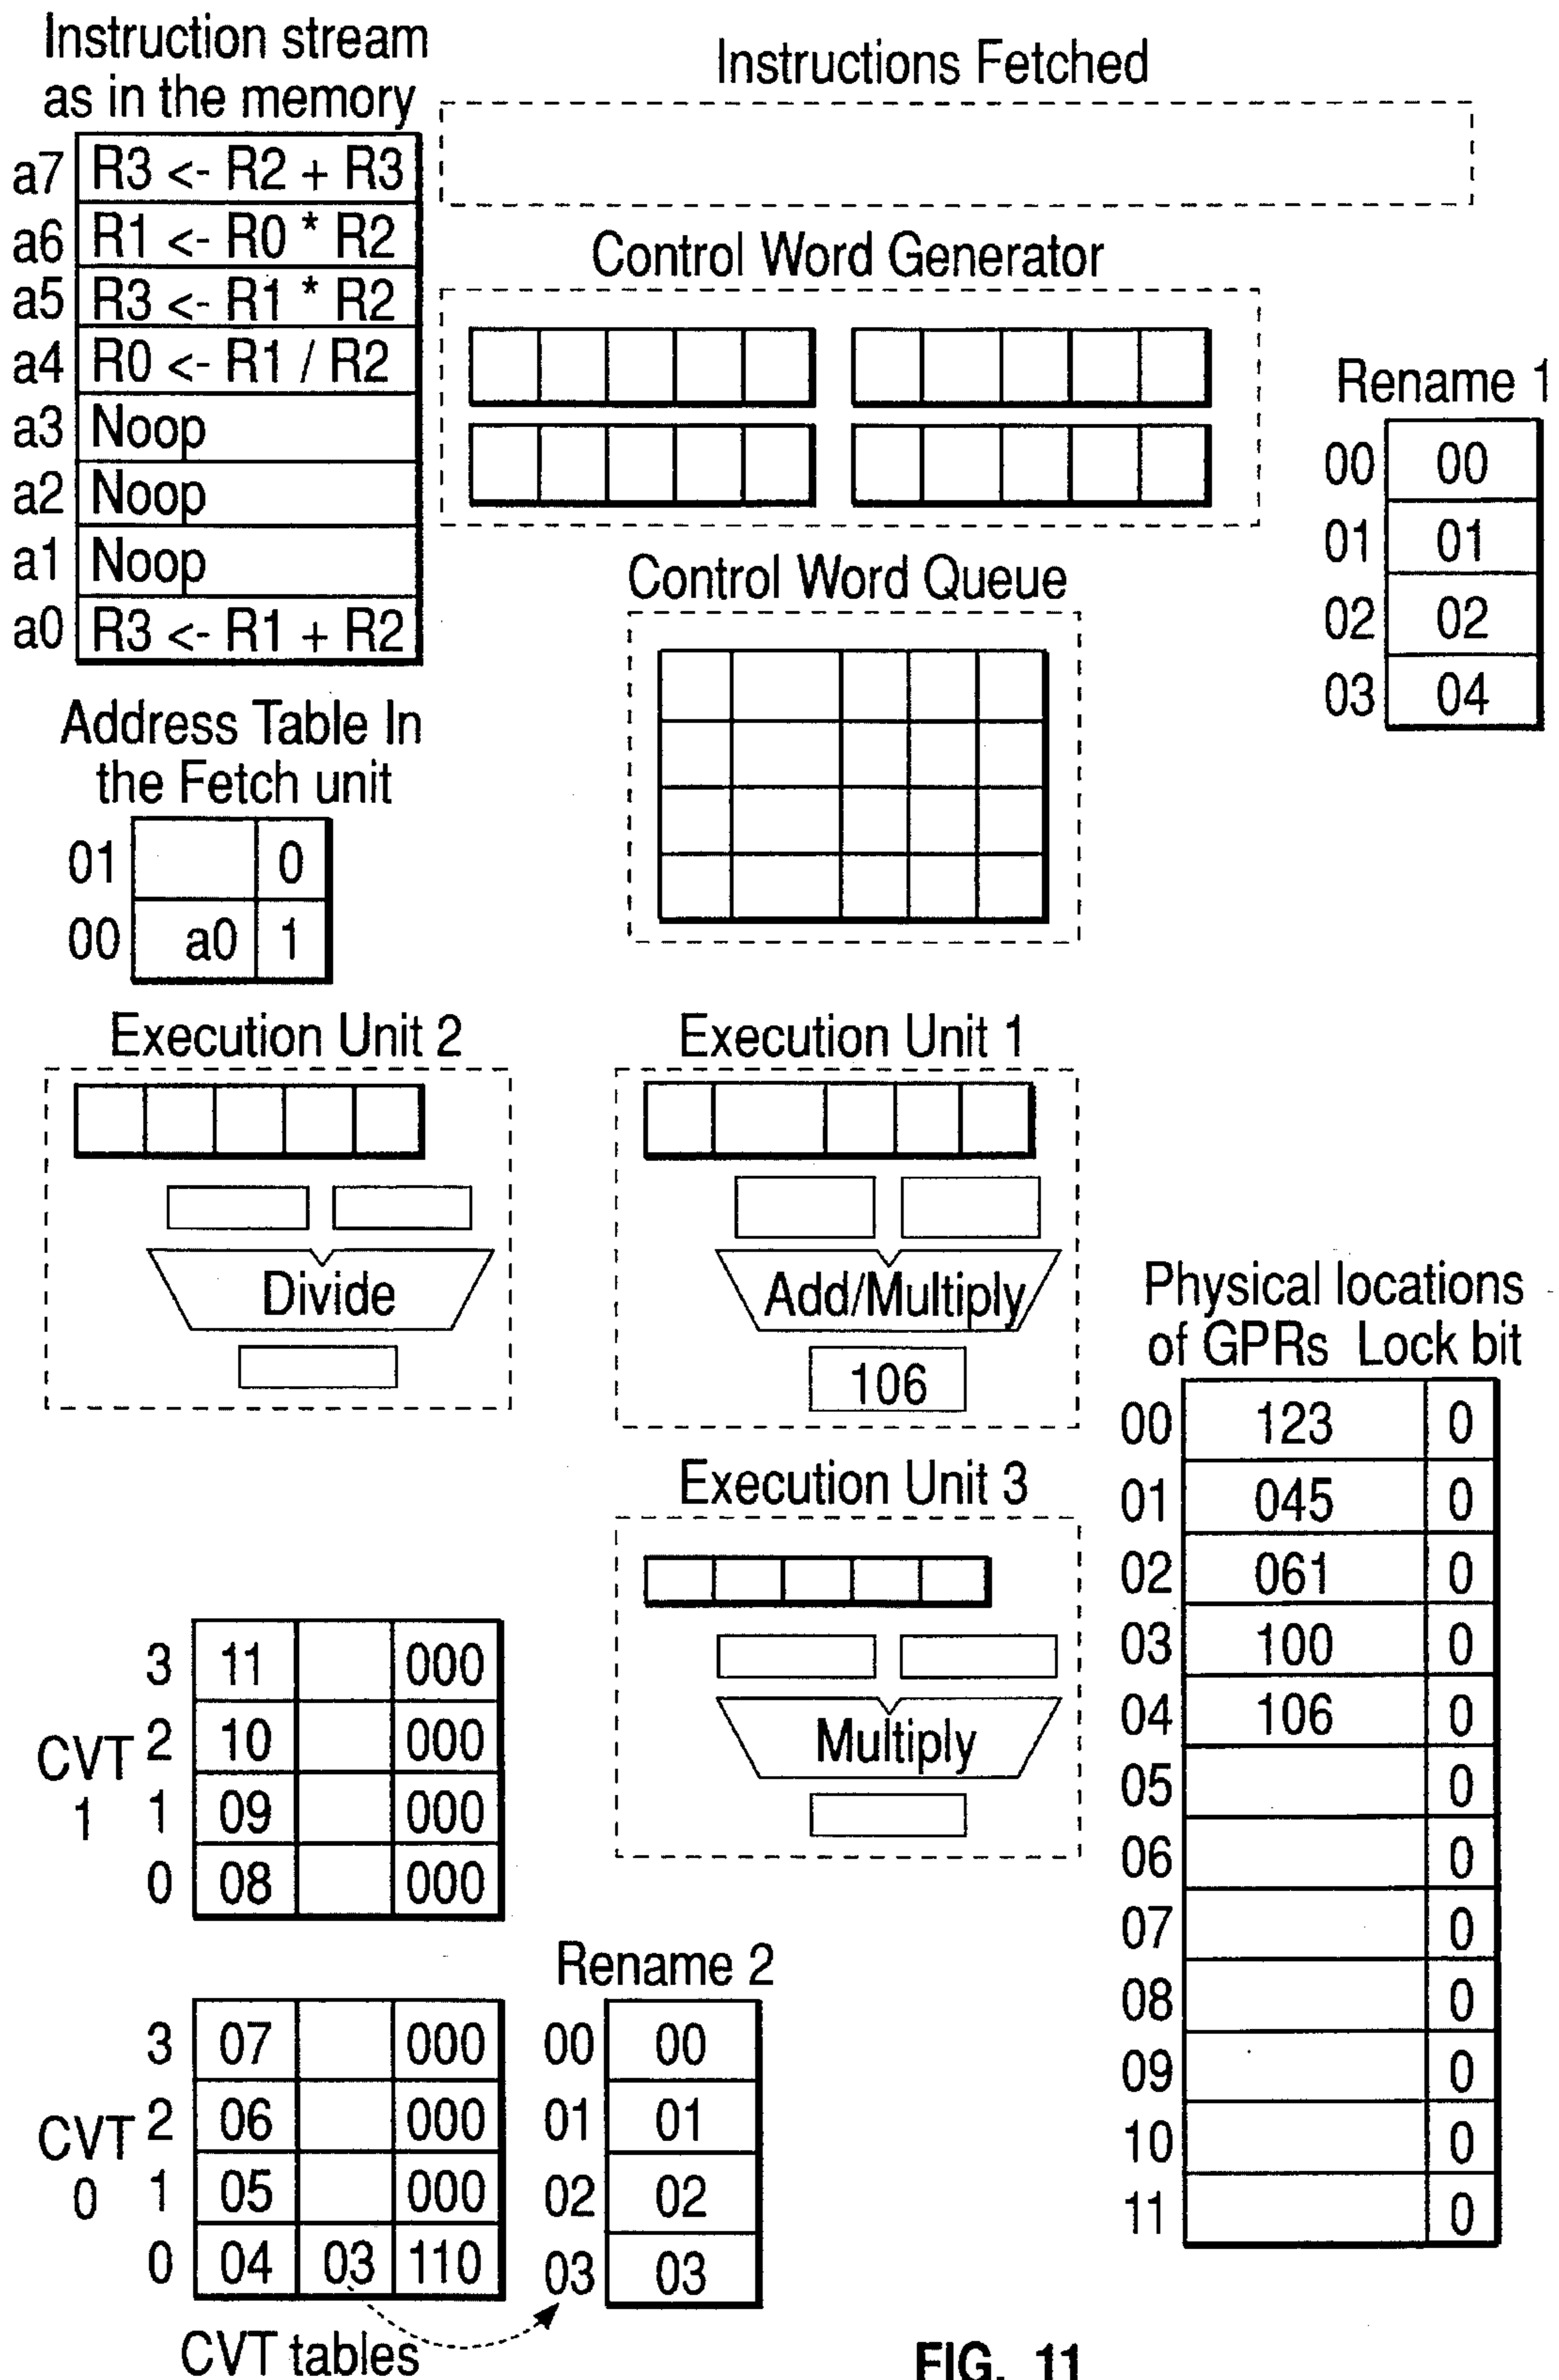 Instruction stream
as in the memory
a7 R3 <- R2 + R3
a6 R1 <- R0 * R2
a5 R3 <- R1 * R2
a4 R0 <- R1 / R2
a3 Noop
a2 Noop
a1 Noop
a0 R3 <- R1 + R2
Instructions Fetched
Control Word Generator
Rename 1
00 00
01 01
02 02
03 04
Control Word Queue
Address Table In
the Fetch unit
01 0
00 a0 1
Execution Unit 2
Divide
Execution Unit 1
Add/Multiply
106
Execution Unit 3
Multiply
Physical locations
of GPRs Lock bit
00 123 0
01 045 0
02 061 0
03 100 0
04 106 0
05 0
06 0
07 0
08 0
09 0
10 0
11 0
CVT
1
3 11 000
2 10 000
1 09 000
0 08 000
CVT
0
3 07 000
2 06 000
1 05 000
0 04 03 110
CVT tables
Rename 2
00 00
01 01
02 02
03 03
FIG. 11